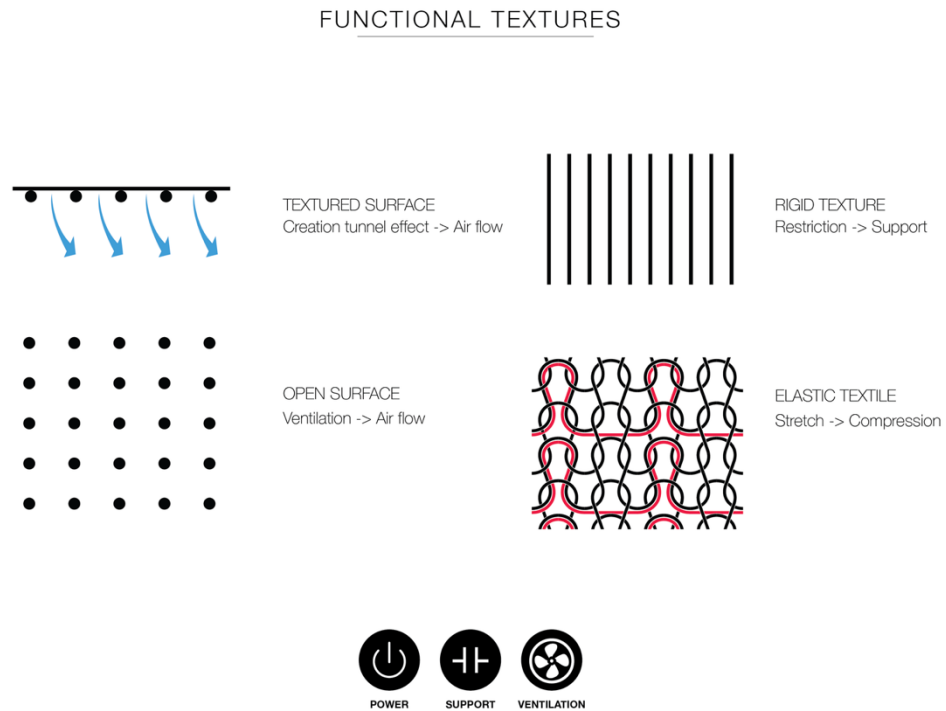 FUNCTIONAL TEXTURES
TEXTURED SURFACE
Creation tunnel effect -> Air flow
RIGID TEXTURE
Restriction -> Support
OPEN SURFACE
Ventilation -> Air flow
ELASTIC TEXTILE
Stretch -> Compression
POWER
SUPPORT
VENTILATION